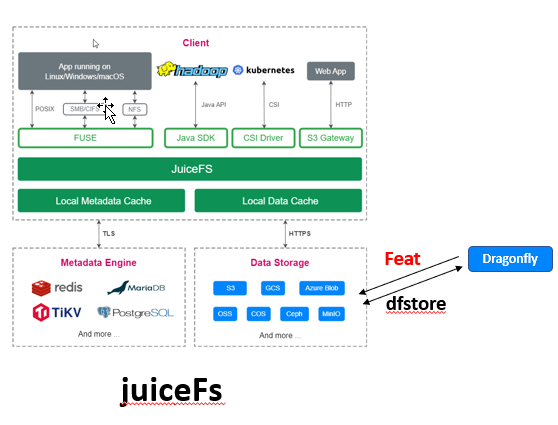 Client
App running on
Linux/Windows/macOS
hadoop
kubernetes
Web App
POSIX
SMB/CIFS
NFS
Java API
CSI
HTTP
FUSE
Java SDK
CSI Driver
S3 Gateway
JuiceFS
Local Metadata Cache
Local Data Cache
TLS
HTTPS
Metadata Engine
redis
MariaDB
TiKV
PostgreSQL
And more ...
Data Storage
S3
GCS
Azure Blob
OSS
COS
Ceph
MinIO
And more ...
Feat
Dragonfly
dfstore
juiceFs